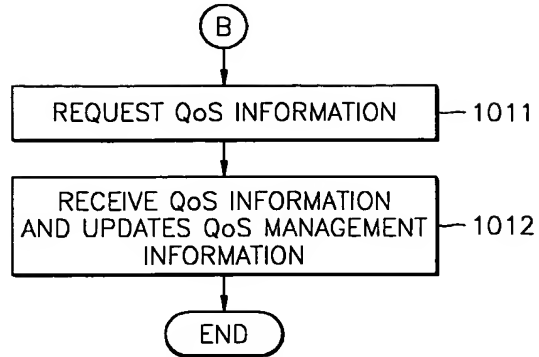 B
REQUEST QoS INFORMATION
1011
RECEIVE QoS INFORMATION
AND UPDATES QoS MANAGEMENT
INFORMATION
1012
END